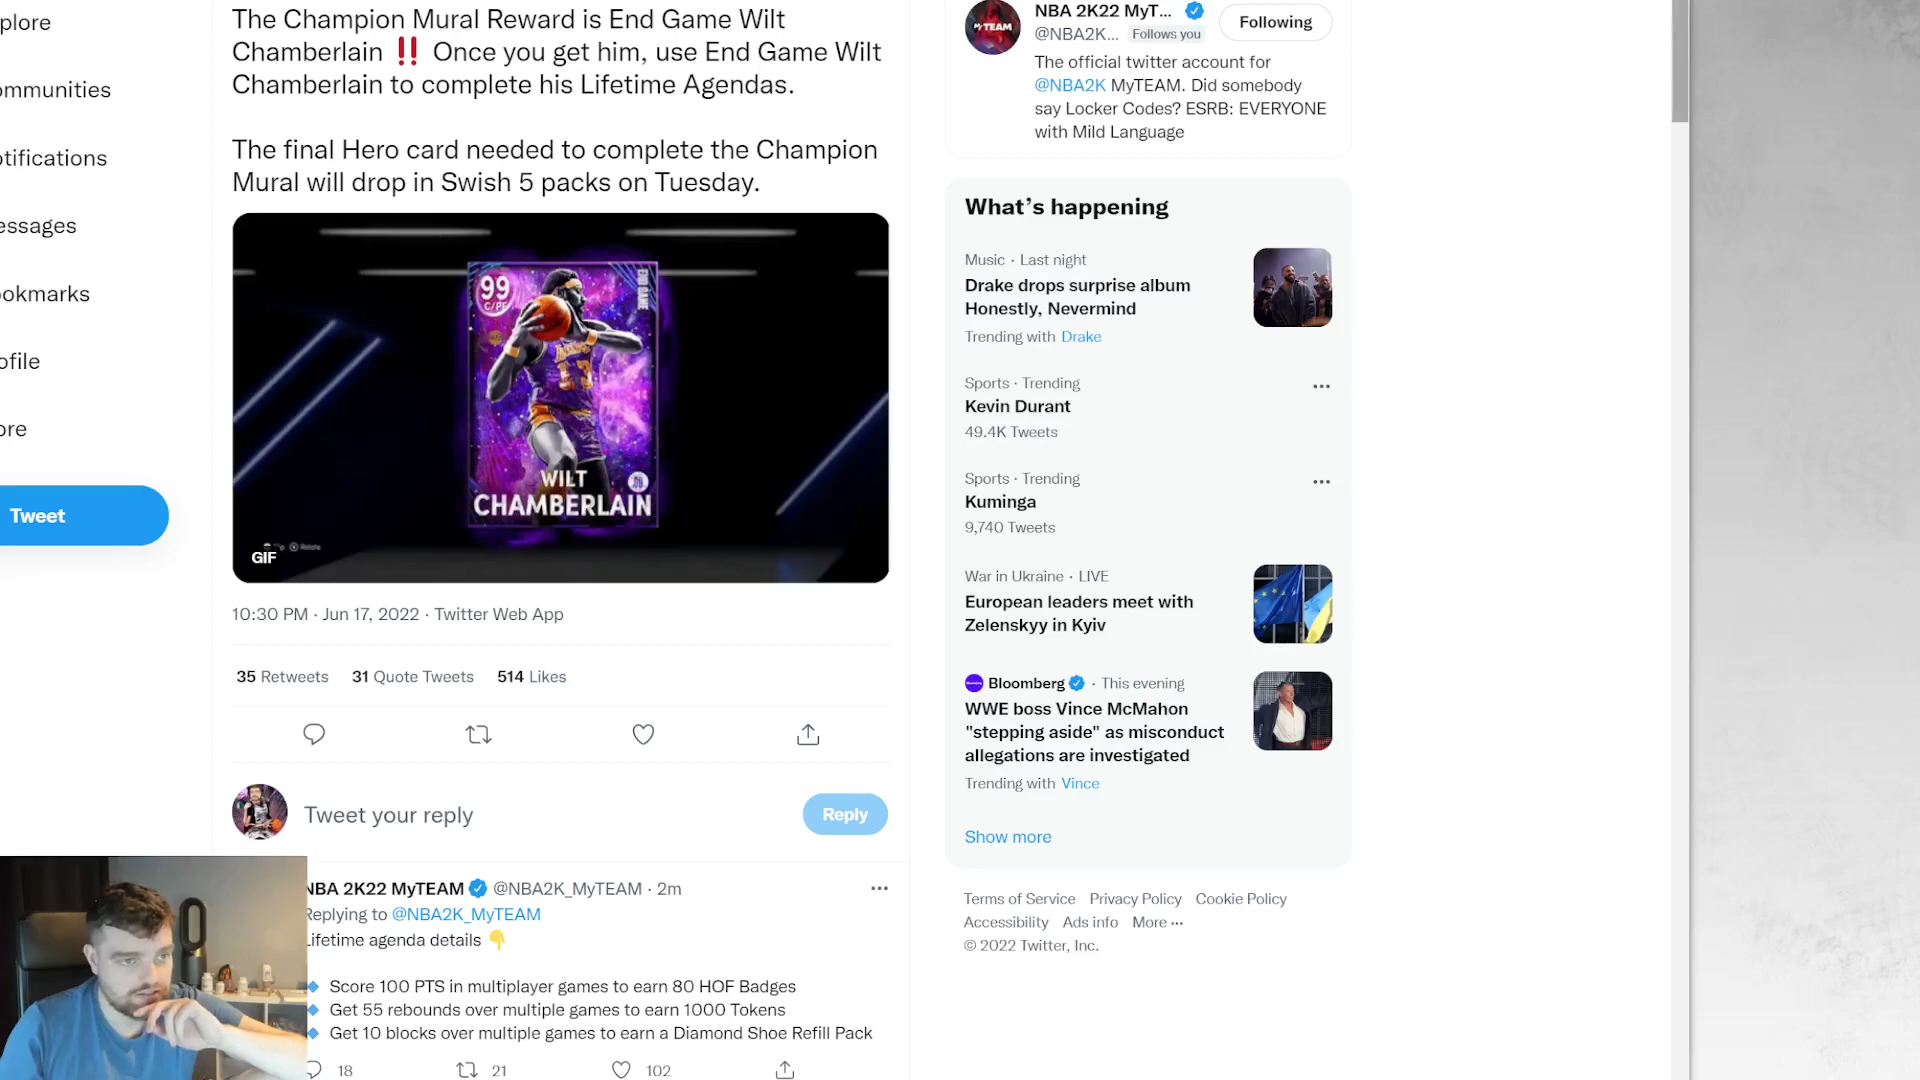 The Champion Mural Reward is End Game Wilt
Chamberlain ‼️ Once you get him, use End Game Wilt
Chamberlain to complete his Lifetime Agendas.
The final Hero card needed to complete the Champion
Mural will drop in Swish 5 packs on Tuesday.
99
C/PF
END GAME
WILT
CHAMBERLAIN
Rotate
GIF
10:30 PM · Jun 17, 2022 · Twitter Web App
35 Retweets 31 Quote Tweets 514 Likes
Tweet your reply
Reply
NBA 2K22 MyTEAM @NBA2K_MyTEAM · 2m
Replying to @NBA2K_MyTEAM
Lifetime agenda details 👇
🔹 Score 100 PTS in multiplayer games to earn 80 HOF Badges
🔹 Get 55 rebounds over multiple games to earn 1000 Tokens
🔹 Get 10 blocks over multiple games to earn a Diamond Shoe Refill Pack
18 21 102
plore
ommunities
otifications
essages
ookmarks
ofile
ore
Tweet
MyTEAM
NBA 2K22 MyT...
@NBA2K... Follows you
Following
The official twitter account for
@NBA2K MyTEAM. Did somebody
say Locker Codes? ESRB: EVERYONE
with Mild Language
What's happening
Music · Last night
Drake drops surprise album
Honestly, Nevermind
Trending with Drake
Sports · Trending
Kevin Durant
49.4K Tweets
Sports · Trending
Kuminga
9,740 Tweets
War in Ukraine · LIVE
European leaders meet with
Zelenskyy in Kyiv
Bloomberg · This evening
WWE boss Vince McMahon
"stepping aside" as misconduct
allegations are investigated
Trending with Vince
Show more
Terms of Service Privacy Policy Cookie Policy
Accessibility Ads info More ···
© 2022 Twitter, Inc.